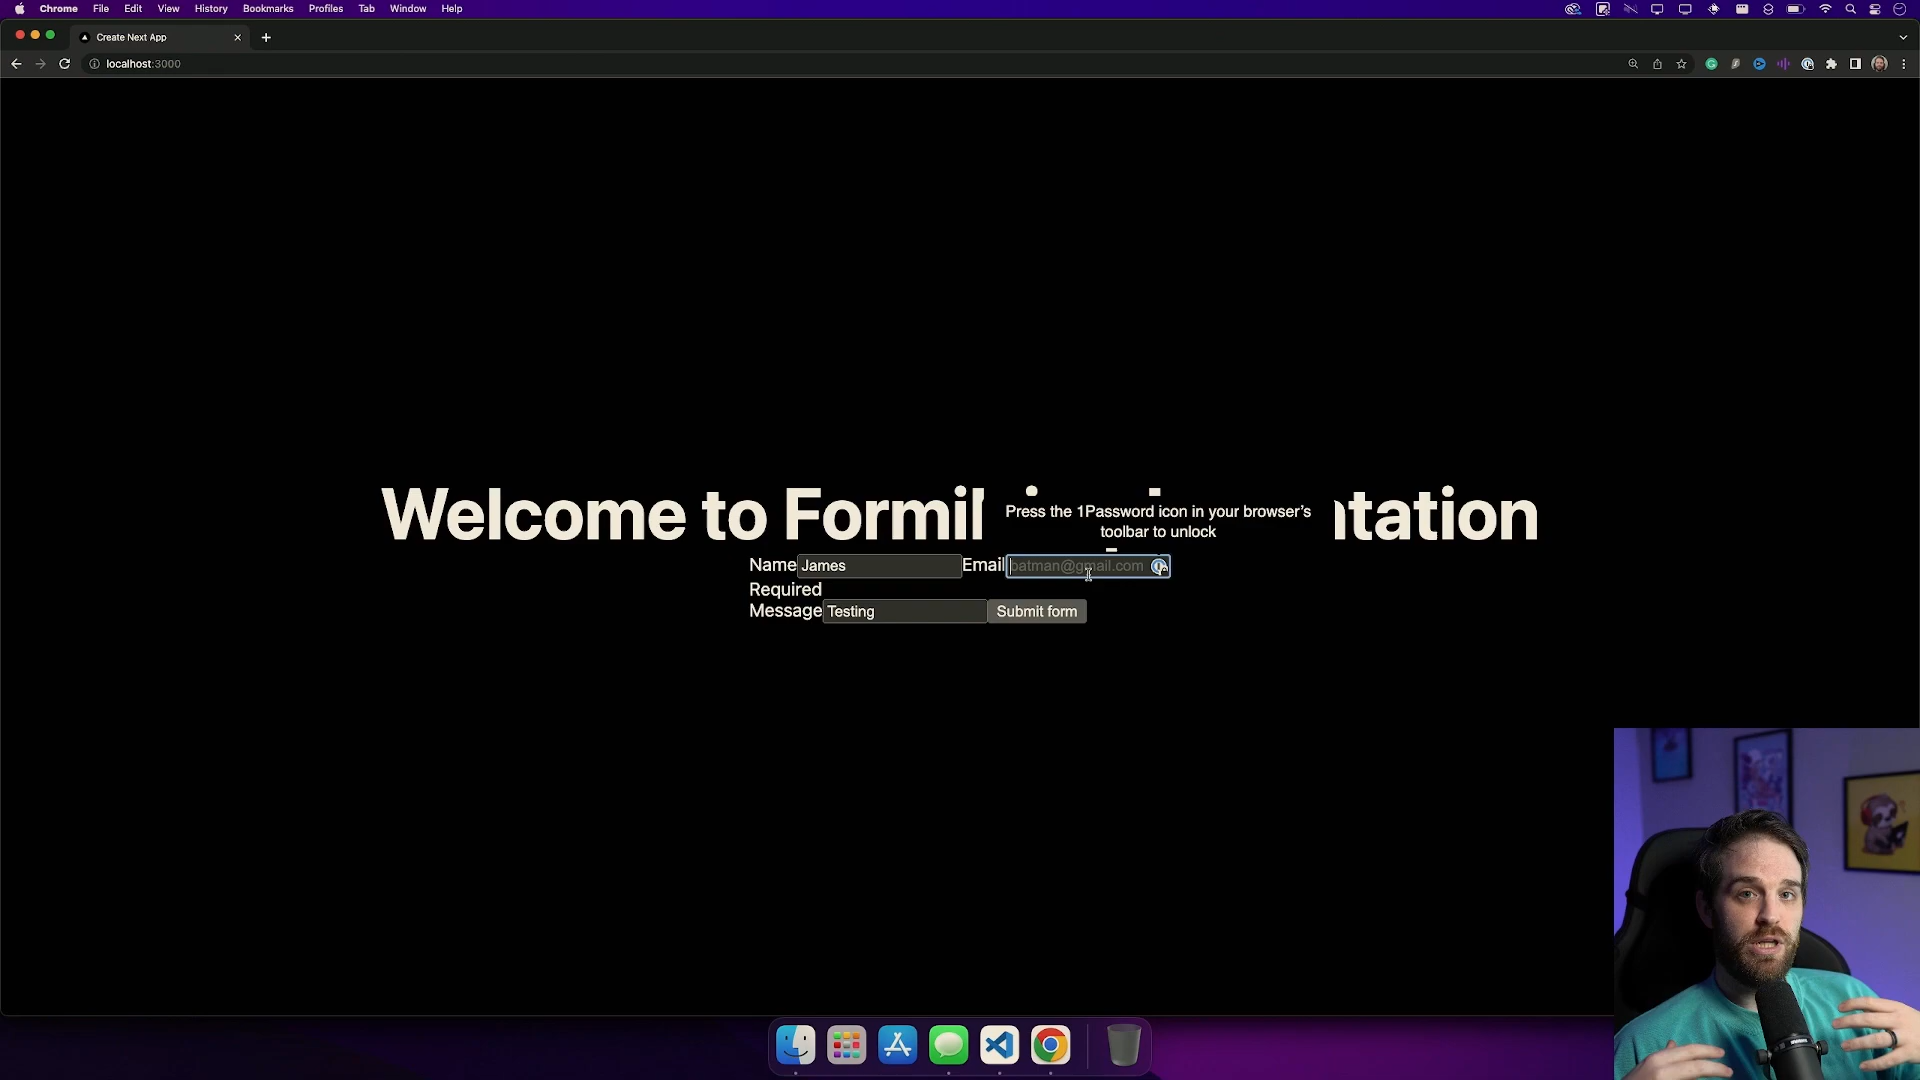 Chrome File Edit View History Bookmarks Profiles Tab Window Help
Create Next App
localhost:3000
Welcome to Formil
tation
Press the 1Password icon in your browser's
toolbar to unlock
Name James Email batman@gmail.com
Required
Message Testing Submit form